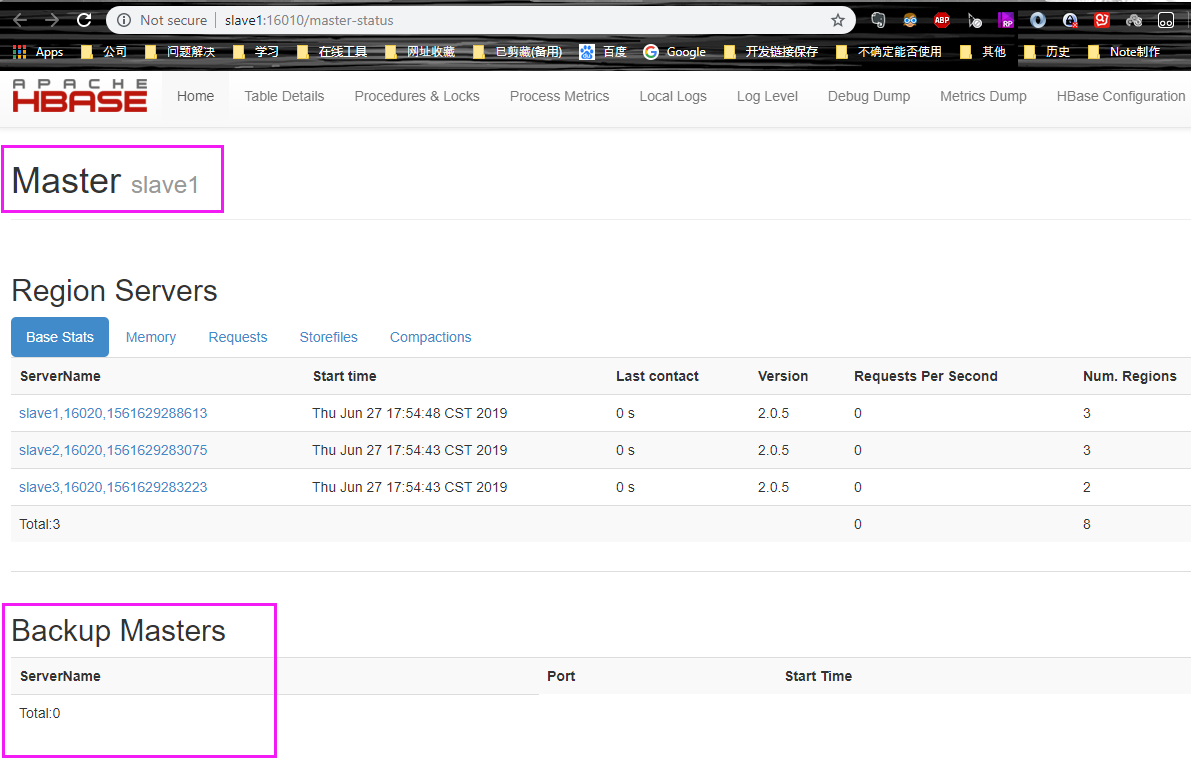 Not secure slave1:16010/master-status
Apps 公司 问题解决 学习 在线工具 网址收藏 已剪藏(备用) 百度 Google 开发链接保存 不确定能否使用 其他 历史 Note制作
APACHE
HBASE
Home Table Details Procedures & Locks Process Metrics Local Logs Log Level Debug Dump Metrics Dump HBase Configuration
Master slave1
Region Servers
Base Stats Memory Requests Storefiles Compactions
ServerName Start time Last contact Version Requests Per Second Num. Regions
slave1,16020,1561629288613 Thu Jun 27 17:54:48 CST 2019 0 s 2.0.5 0 3
slave2,16020,1561629283075 Thu Jun 27 17:54:43 CST 2019 0 s 2.0.5 0 3
slave3,16020,1561629283223 Thu Jun 27 17:54:43 CST 2019 0 s 2.0.5 0 2
Total:3 0 8
Backup Masters
ServerName Port Start Time
Total:0